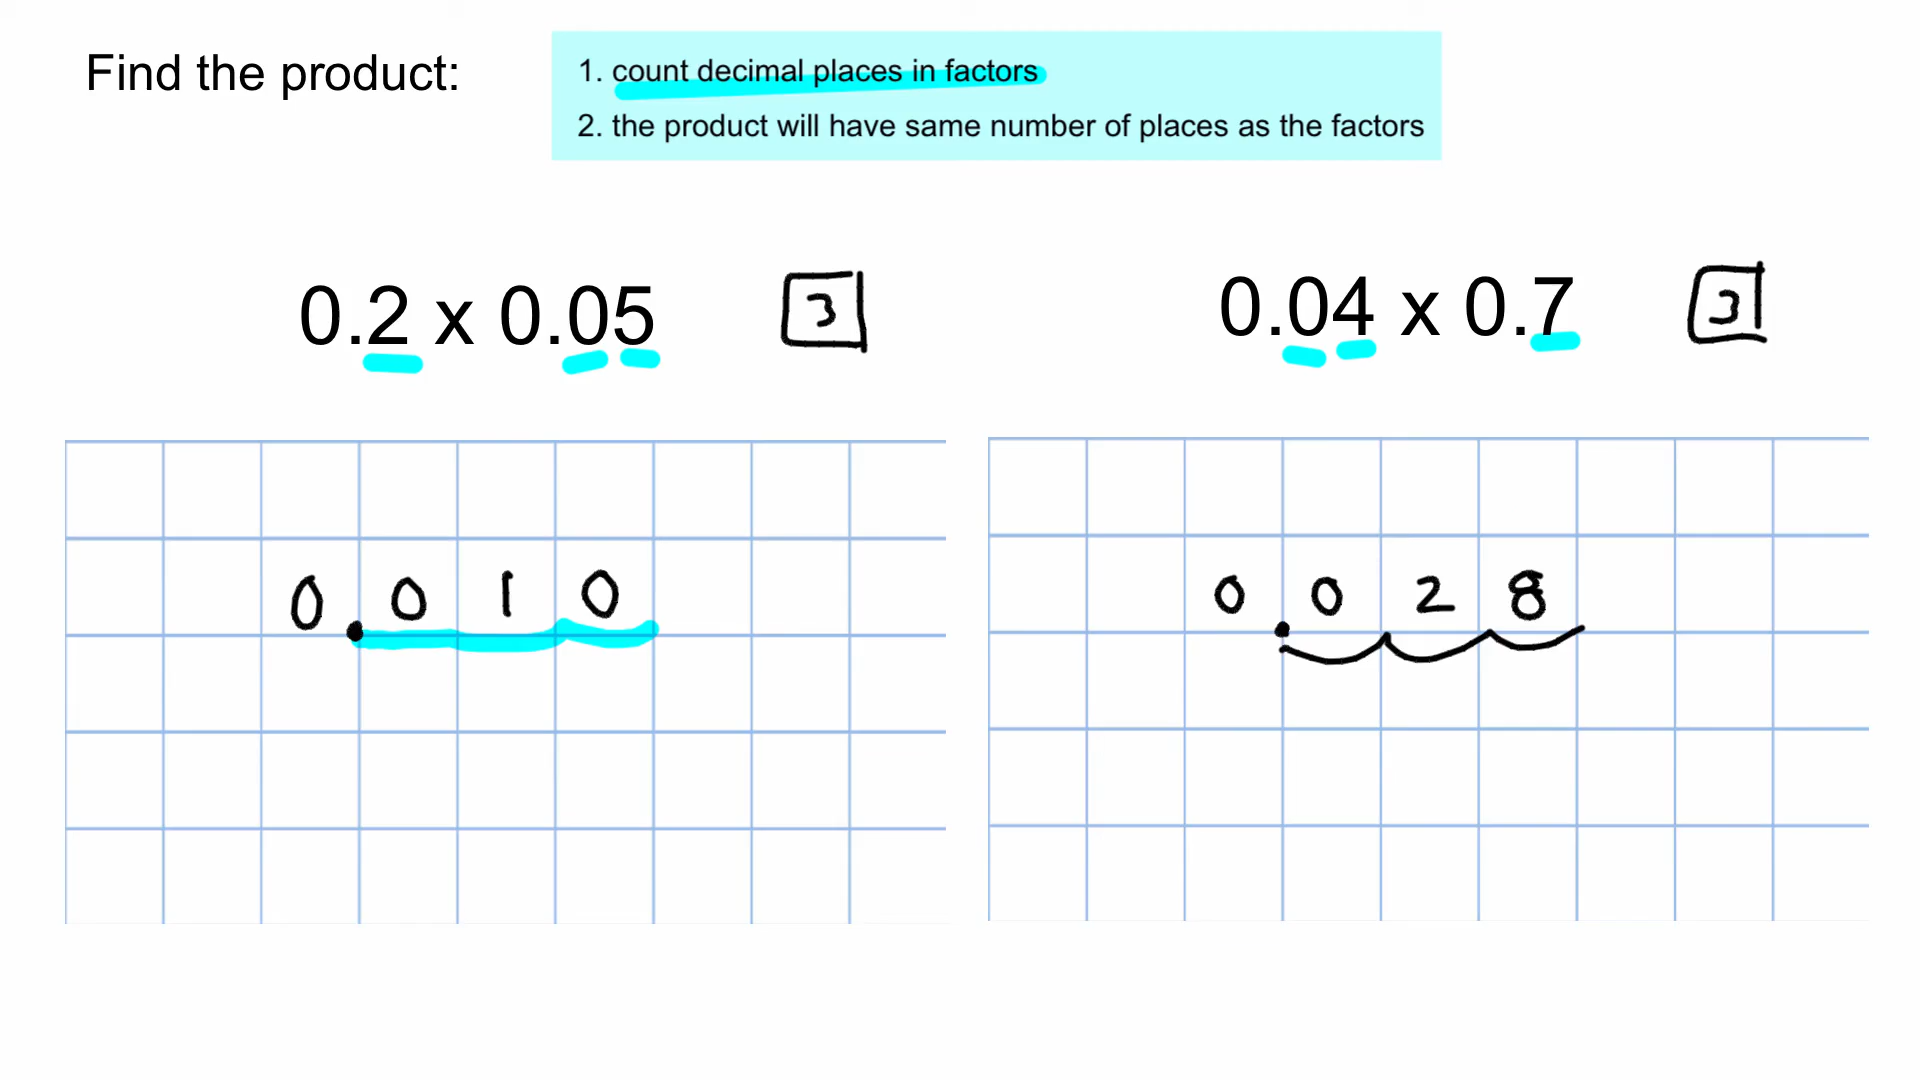 Find the product:
1. count decimal places in factors
2. the product will have same number of places as the factors
0.2 x 0.05
3
0.04 x 0.7
3
0.010
0.028